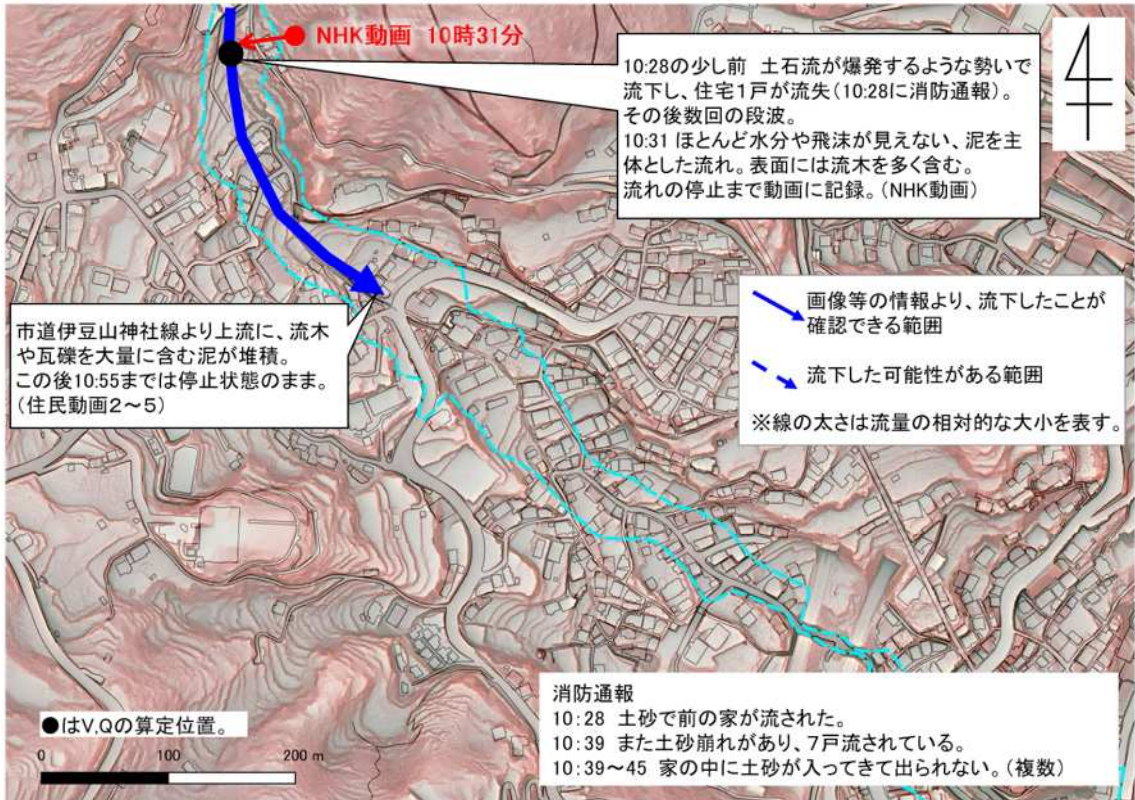 NHK動画 10時31分
10:28の少し前 土石流が爆発するような勢いで
流下し、住宅1戸が流失(10:28に消防通報)。
その後数回の段波。
10:31 ほとんど水分や飛沫が見えない、泥を主
体とした流れ。表面には流木を多く含む。
流れの停止まで動画に記録。(NHK動画)
画像等の情報より、流下したことが
確認できる範囲
流下した可能性がある範囲
※線の太さは流量の相対的な大小を表す。
市道伊豆山神社線より上流に、流木
や瓦礫を大量に含む泥が堆積。
この後10:55までは停止状態のまま。
(住民動画2～5)
消防通報
10:28 土砂で前の家が流された。
10:39 また土砂崩れがあり、7戸流されている。
10:39～45 家の中に土砂が入ってきて出られない。(複数)
●はV,Qの算定位置。
0 100 200 m